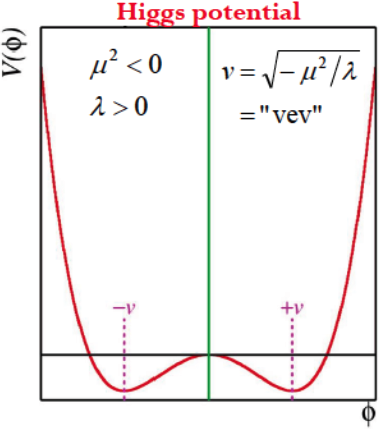 Higgs potential
V(ϕ)
μ² < 0
λ > 0
v = √−μ²/λ
= "vev"
−v
+v
ϕ